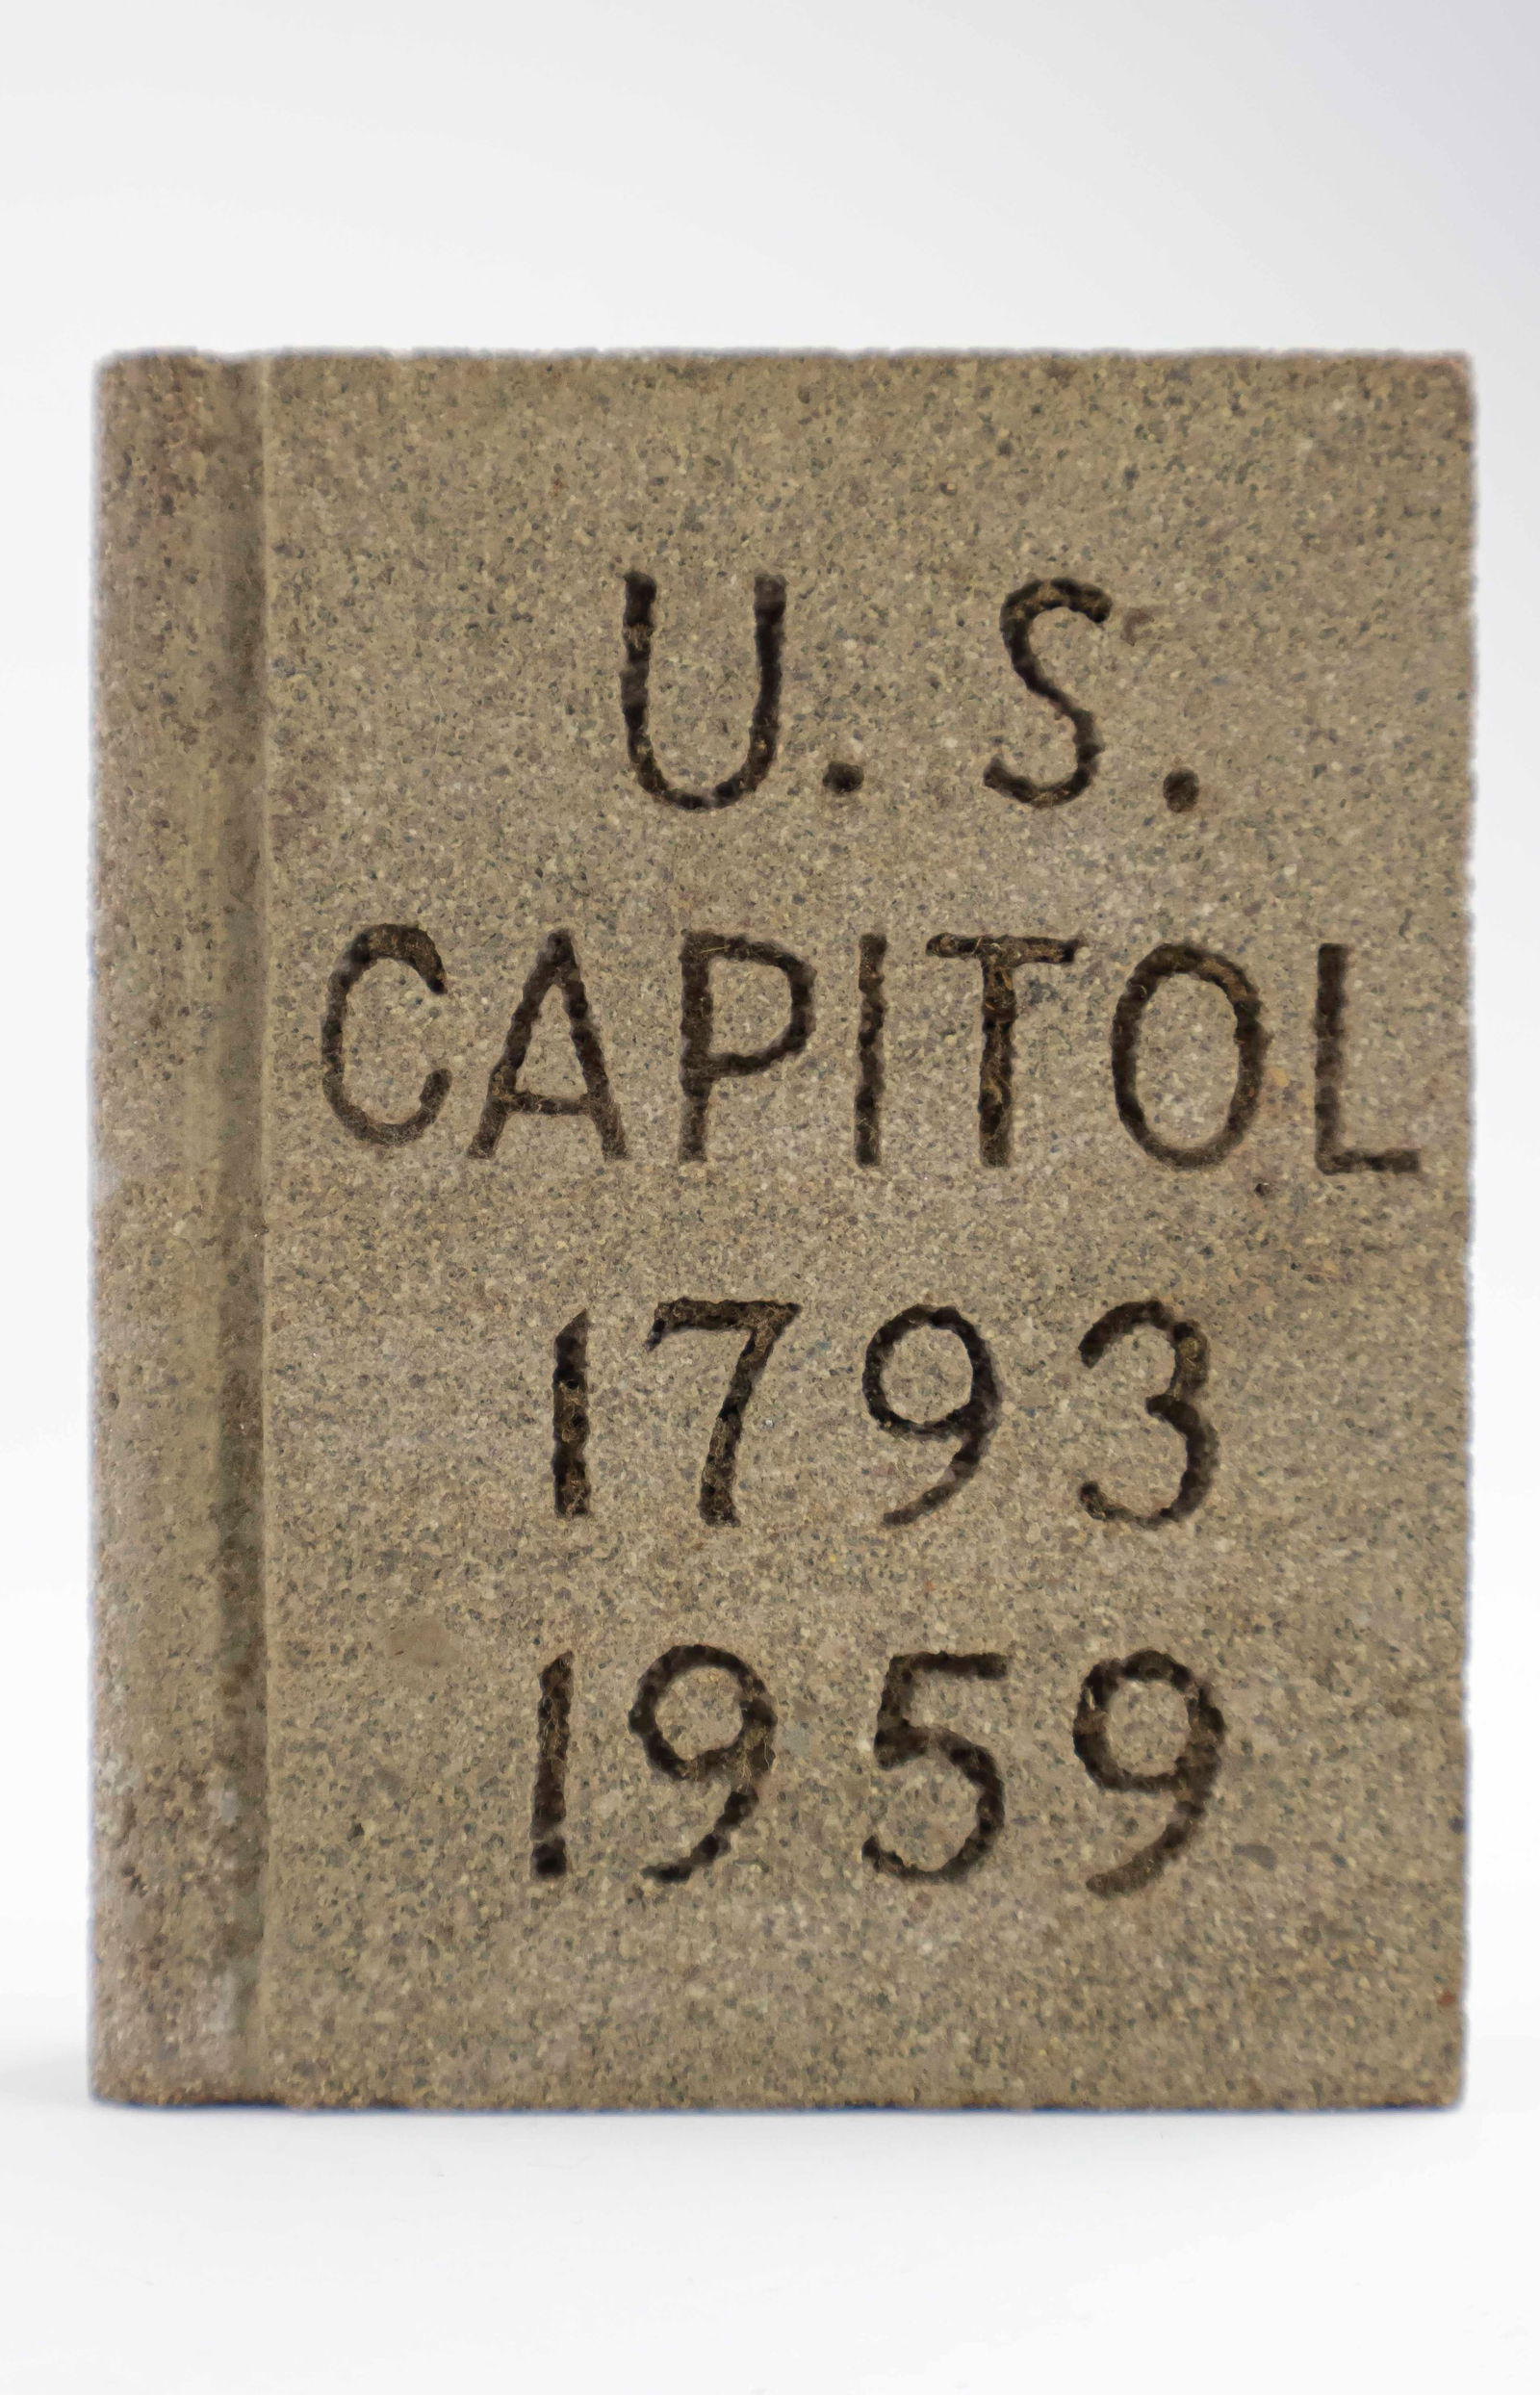 U. S.
CAPITOL
1793
1959